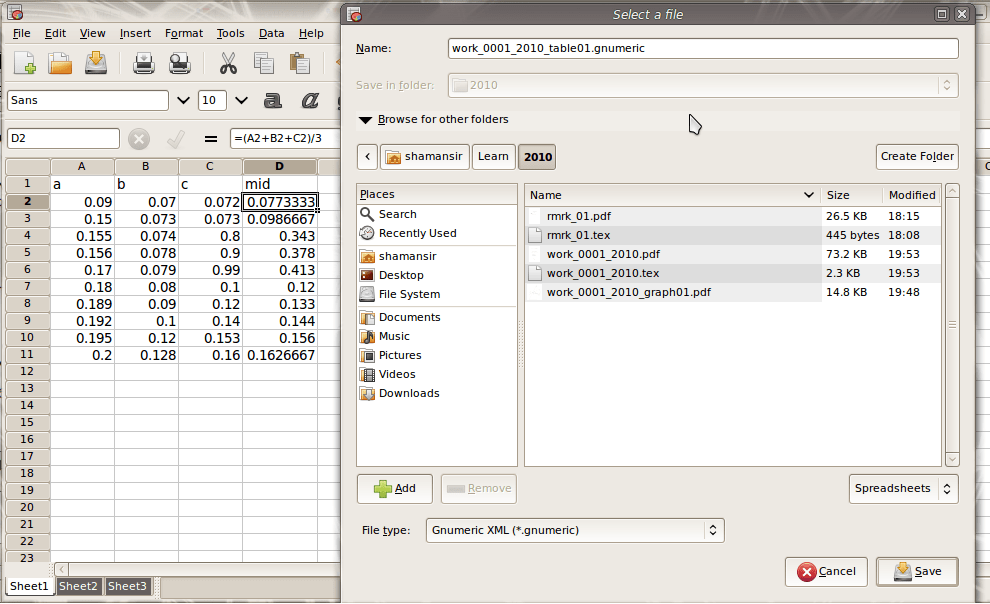 Select a file
File Edit View Insert Format Tools Data Help
Sans 10 a a
D2 = =(A2+B2+C2)/3
A B C D
1 a b c mid
2 0.09 0.07 0.072 0.0773333
3 0.15 0.073 0.073 0.0986667
4 0.155 0.074 0.8 0.343
5 0.156 0.078 0.9 0.378
6 0.17 0.079 0.99 0.413
7 0.18 0.08 0.1 0.12
8 0.189 0.09 0.12 0.133
9 0.192 0.1 0.14 0.144
10 0.195 0.12 0.153 0.156
11 0.2 0.128 0.16 0.1626667
12
13
14
15
16
17
18
19
20
21
22
23
Sheet1 Sheet2 Sheet3
Name: work_0001_2010_table01.gnumeric
Save in folder: 2010
Browse for other folders
shamansir Learn 2010 Create Folder
Places
Search
Recently Used
shamansir
Desktop
File System
Documents
Music
Pictures
Videos
Downloads
Name Size Modified
rmrk_01.pdf 26.5 KB 18:15
rmrk_01.tex 445 bytes 18:08
work_0001_2010.pdf 73.2 KB 19:53
work_0001_2010.tex 2.3 KB 19:53
work_0001_2010_graph01.pdf 14.8 KB 19:48
Add Remove Spreadsheets
File type: Gnumeric XML (*.gnumeric)
Cancel Save